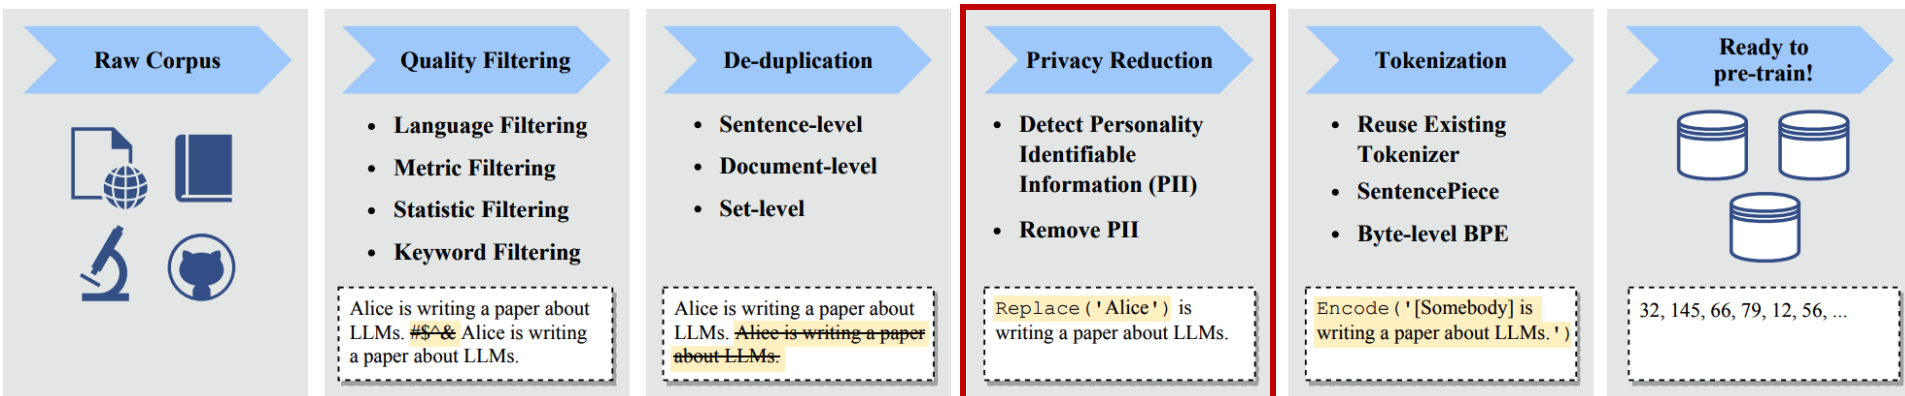 Raw Corpus
Quality Filtering
• Language Filtering
• Metric Filtering
• Statistic Filtering
• Keyword Filtering
Alice is writing a paper about
LLMs. #$^& Alice is writing
a paper about LLMs.
De-duplication
• Sentence-level
• Document-level
• Set-level
Alice is writing a paper about
LLMs. Alice is writing a paper
about LLMs.
Privacy Reduction
• Detect Personality
Identifiable
Information (PII)
• Remove PII
Replace('Alice') is
writing a paper about LLMs.
Tokenization
• Reuse Existing
Tokenizer
• SentencePiece
• Byte-level BPE
Encode('[Somebody] is
writing a paper about LLMs.')
Ready to
pre-train!
32, 145, 66, 79, 12, 56, ...